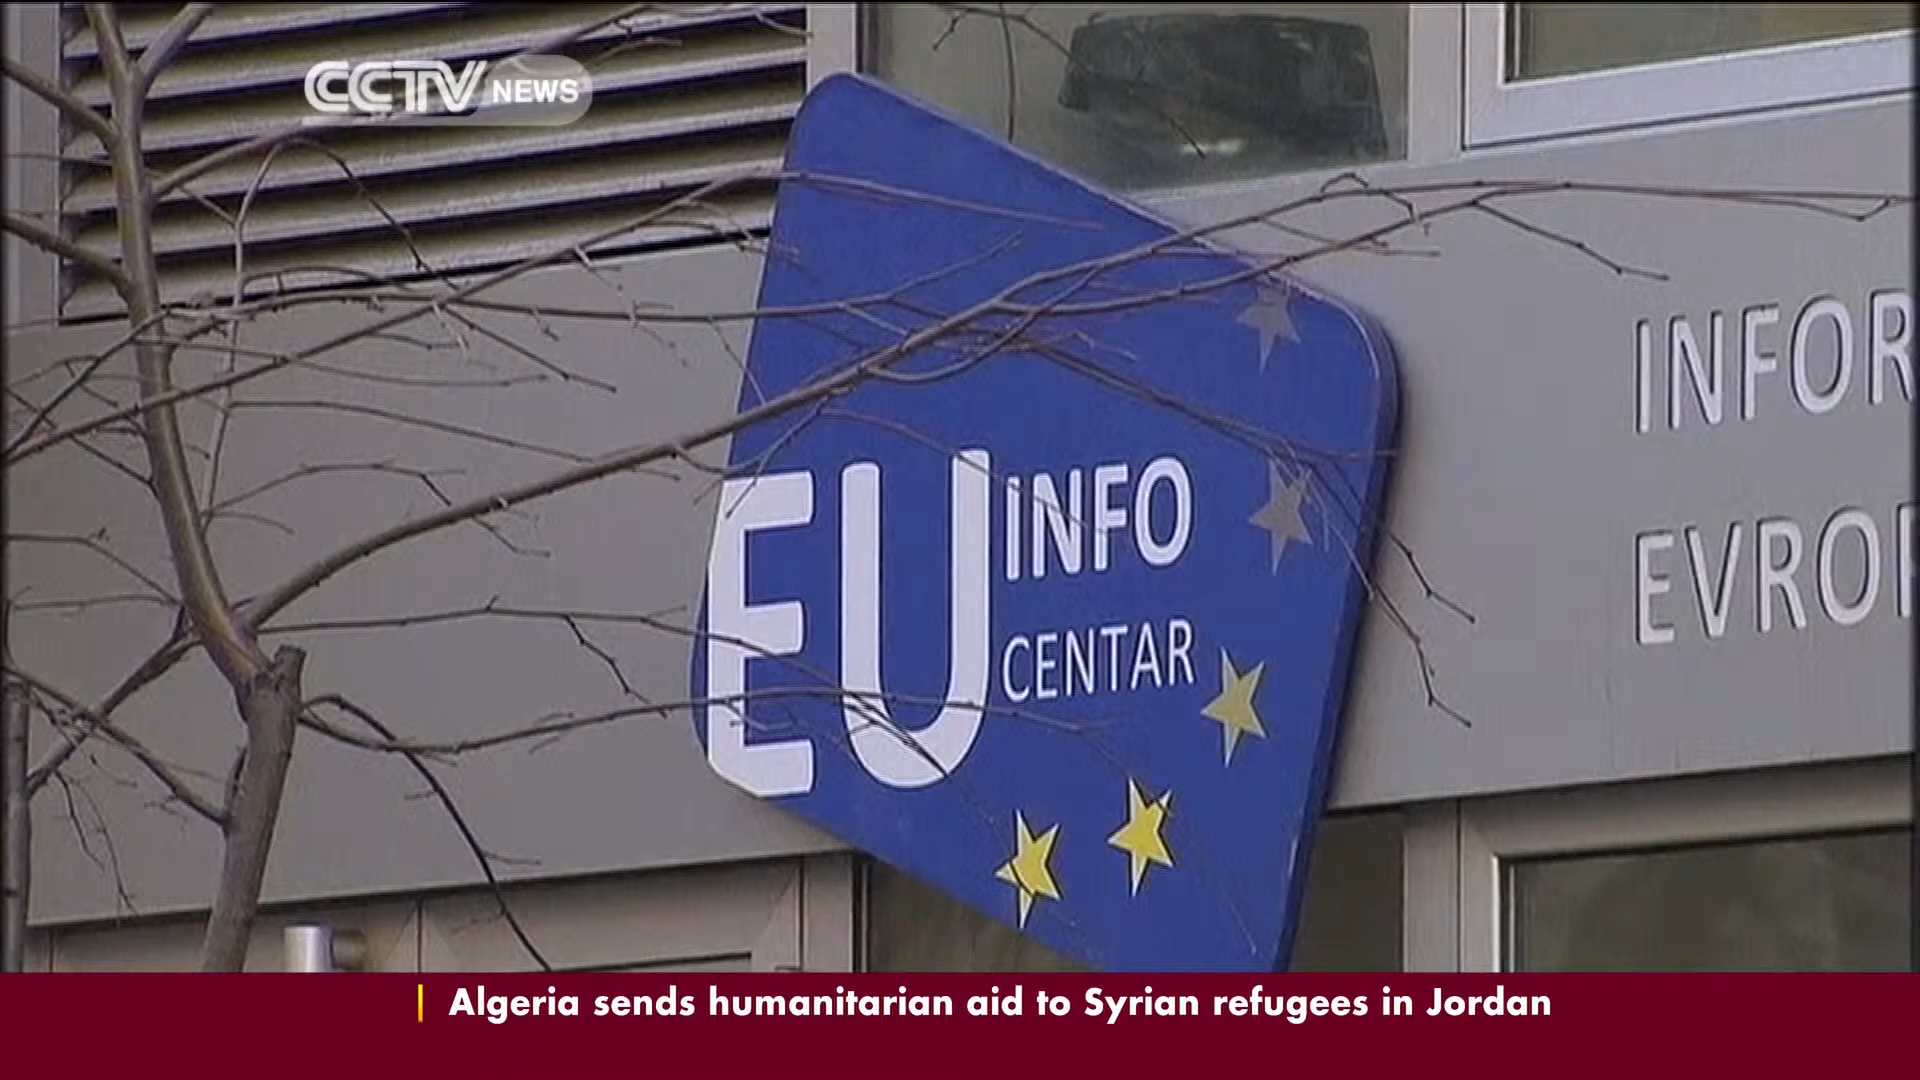 CCTV NEWS
EU INFO
CENTAR
INFOR
EVROP
Algeria sends humanitarian aid to Syrian refugees in Jordan